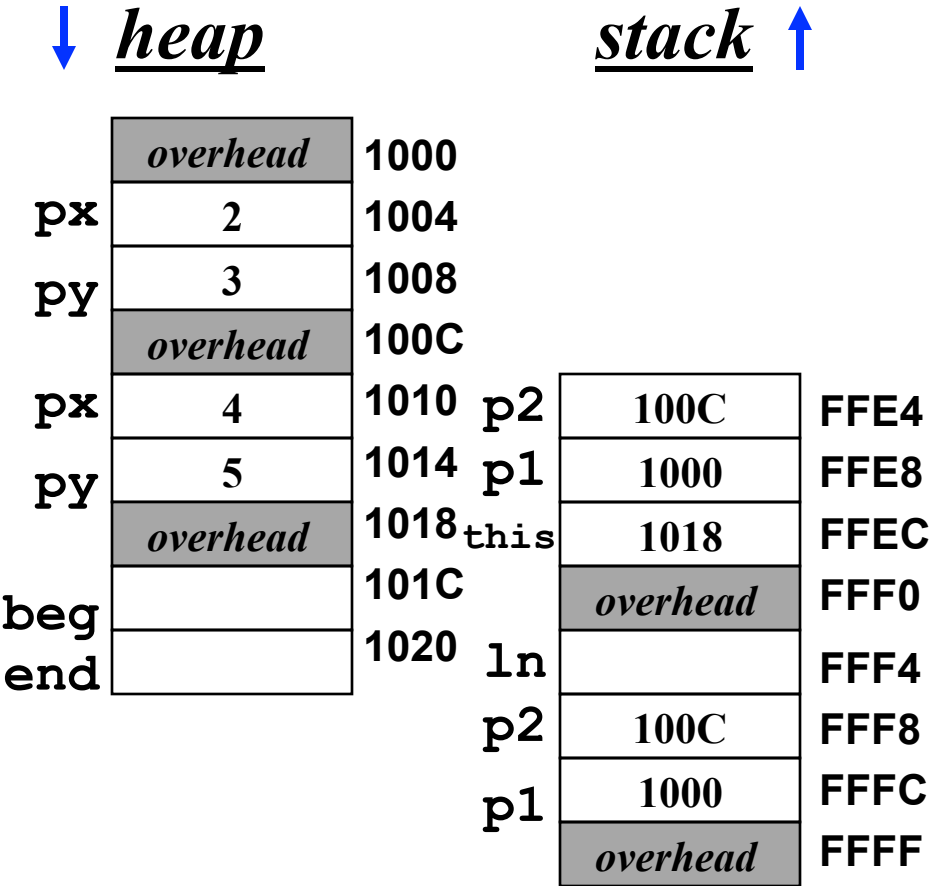 heap stack
overhead 1000
px 2 1004
py 3 1008
overhead 100C
px 4 1010 p2 100C FFE4
py 5 1014 p1 1000 FFE8
overhead 1018 this 1018 FFEC
beg 101C overhead FFF0
end 1020 ln FFF4
p2 100C FFF8
p1 1000 FFFC
overhead FFFF